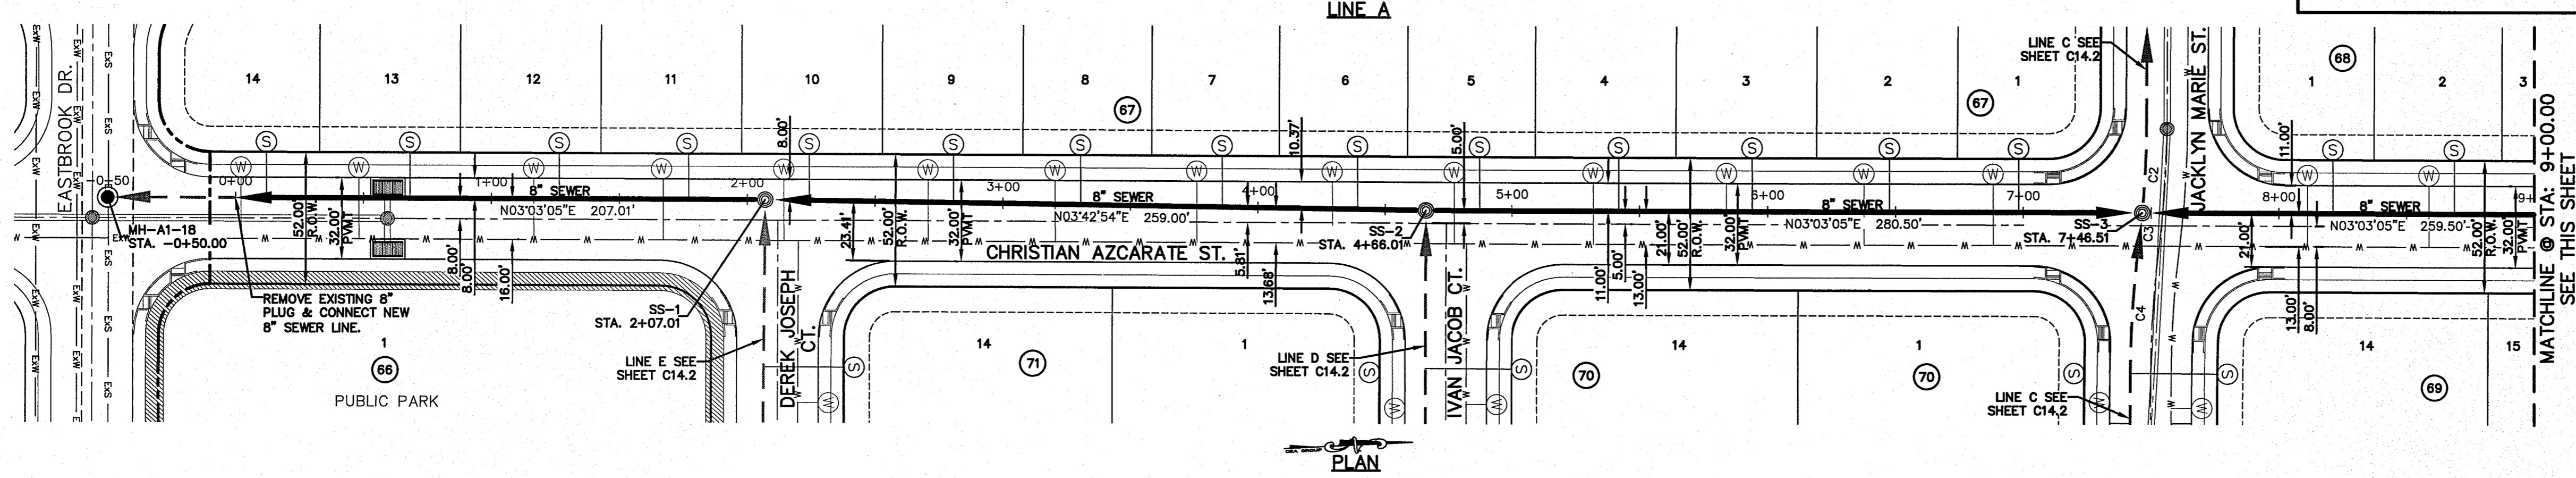 LINE A
EASTBROOK DR.
ExW
ExS
ExW
14
13
12
11
10
9
8
7
6
5
4
3
2
1
67
67
LINE C SEE
SHEET C14.2
JACKLYN MARIE ST.
68
1
2
3
-0+50
0+00
1+00
2+00
3+00
4+00
5+00
6+00
7+00
8+00
9+
8" SEWER
8" SEWER
8" SEWER
8" SEWER
N03°03'05"E 207.01'
N03°42'54"E 259.00'
N03°03'05"E 280.50'
N03°03'05"E 259.50'
MH-A1-18
STA. -0+50.00
52.00'
R.O.W.
32.00'
PVMT
8.00'
8.00'
16.00'
8.00'
23.41'
52.00'
R.O.W.
32.00'
PVMT
10.37'
5.81'
13.68'
5.00'
11.00'
5.00'
13.00'
21.00'
52.00'
R.O.W.
32.00'
PVMT
11.00'
21.00'
13.00'
8.00'
52.00'
R.O.W.
32.00'
PVMT
CHRISTIAN AZCARATE ST.
SS-1
STA. 2+07.01
SS-2
STA. 4+66.01
SS-3
STA. 7+46.51
C2
C3
C4
REMOVE EXISTING 8"
PLUG & CONNECT NEW
8" SEWER LINE.
1
66
PUBLIC PARK
LINE E SEE
SHEET C14.2
DEREK JOSEPH
CT.
14
71
1
LINE D SEE
SHEET C14.2
IVAN JACOB CT.
70
14
1
70
LINE C SEE
SHEET C14.2
14
15
69
MATCHLINE @ STA: 9+00.00
SEE THIS SHEET
CEA GROUP
PLAN